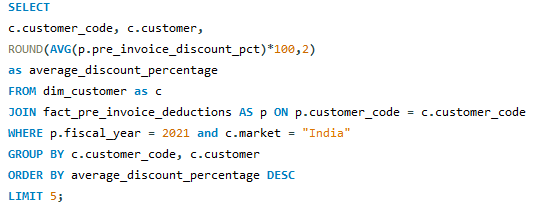 SELECT
c.customer_code, c.customer,
ROUND(AVG(p.pre_invoice_discount_pct)*100,2)
as average_discount_percentage
FROM dim_customer as c
JOIN fact_pre_invoice_deductions AS p ON p.customer_code = c.customer_code
WHERE p.fiscal_year = 2021 and c.market = "India"
GROUP BY c.customer_code, c.customer
ORDER BY average_discount_percentage DESC
LIMIT 5;